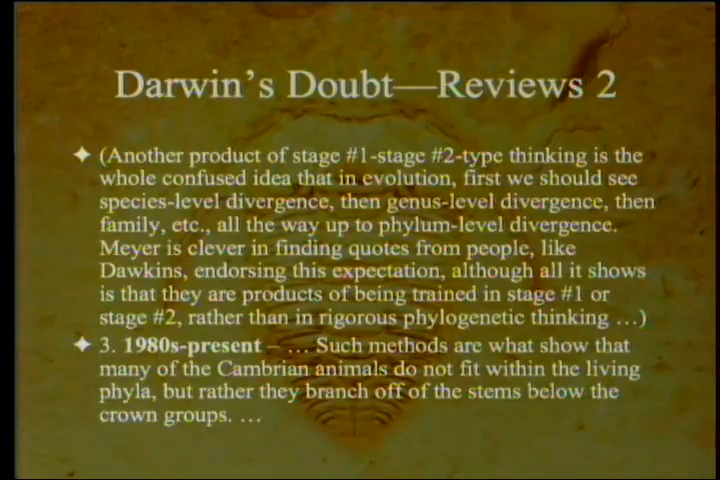 Darwin's Doubt—Reviews 2
✦ (Another product of stage #1-stage #2-type thinking is the
whole confused idea that in evolution, first we should see
species-level divergence, then genus-level divergence, then
family, etc., all the way up to phylum-level divergence.
Meyer is clever in finding quotes from people, like
Dawkins, endorsing this expectation, although all it shows
is that they are products of being trained in stage #1 or
stage #2, rather than in rigorous phylogenetic thinking …)
✦ 3. 1980s-present – … Such methods are what show that
many of the Cambrian animals do not fit within the living
phyla, but rather they branch off of the stems below the
crown groups. …